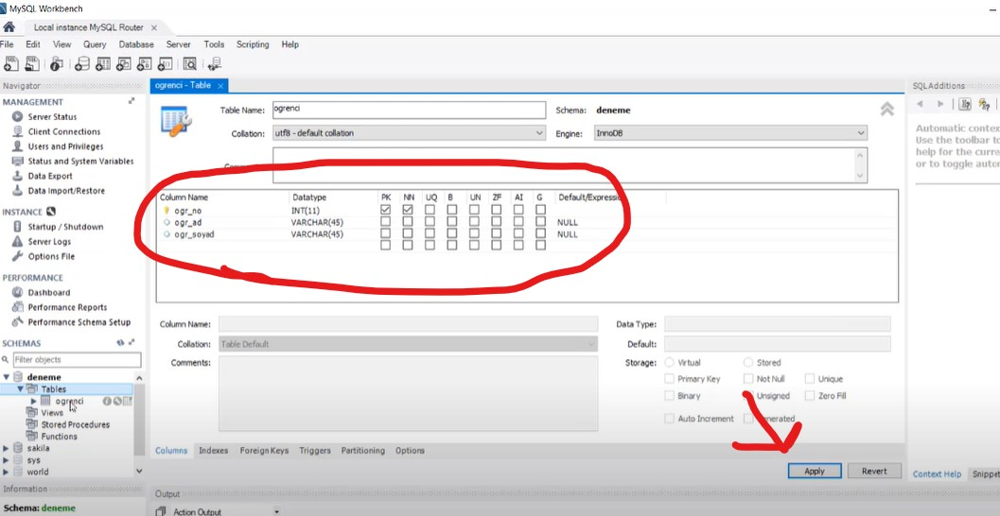 MySQL Workbench
Local instance MySQL Router
File Edit View Query Database Server Tools Scripting Help
Navigator
MANAGEMENT
Server Status
Client Connections
Users and Privileges
Status and System Variables
Data Export
Data Import/Restore
INSTANCE
Startup / Shutdown
Server Logs
Options File
PERFORMANCE
Dashboard
Performance Reports
Performance Schema Setup
SCHEMAS
Filter objects
deneme
Tables
ogrenci
Views
Stored Procedures
Functions
sakila
sys
world
Information
Schema: deneme
ogrenci - Table
Table Name: ogrenci Schema: deneme
Collation: utf8 - default collation Engine: InnoDB
Column Name Datatype PK NN UQ B UN ZF AI G Default/Expression
ogr_no INT(11)
ogr_ad VARCHAR(45) NULL
ogr_soyad VARCHAR(45) NULL
Column Name: Data Type:
Collation: Table Default Default:
Comments: Storage: Virtual Stored
Primary Key Not Null Unique
Binary Unsigned Zero Fill
Auto Increment Generated
Columns Indexes Foreign Keys Triggers Partitioning Options
Apply Revert
Output
Action Output
SQLAdditions
Automatic contex
Use the toolbar to
help for the curre
or to toggle autor
Context Help Snippet